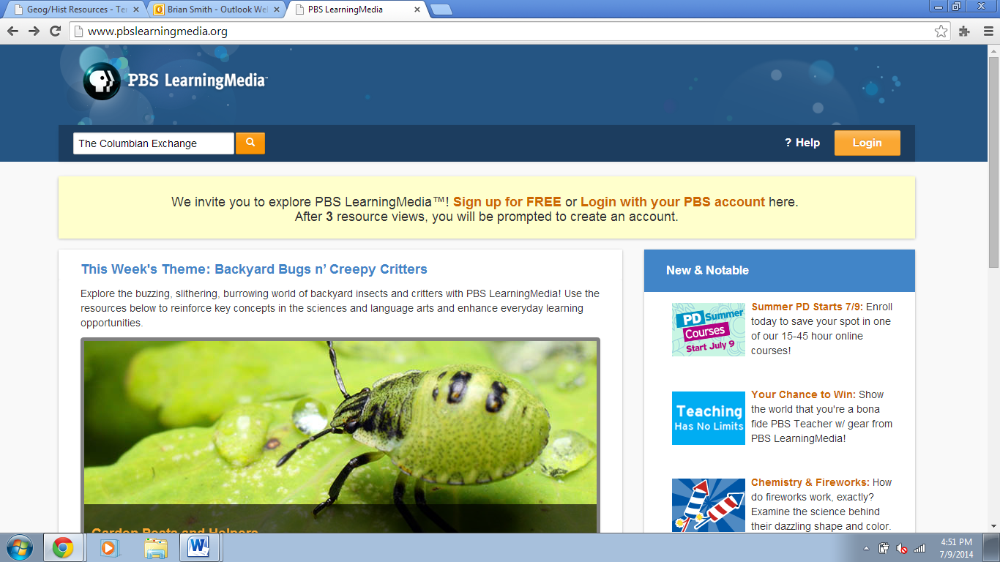 Geog/Hist Resources - Te
Brian Smith - Outlook We
PBS LearningMedia
www.pbslearningmedia.org
PBS LearningMedia
The Columbian Exchange
? Help
Login
We invite you to explore PBS LearningMedia™! Sign up for FREE or Login with your PBS account here.
After 3 resource views, you will be prompted to create an account.
This Week's Theme: Backyard Bugs n’ Creepy Critters
Explore the buzzing, slithering, burrowing world of backyard insects and critters with PBS LearningMedia! Use the
resources below to reinforce key concepts in the sciences and language arts and enhance everyday learning
opportunities.
Garden Pests and Helpers
New & Notable
PD Summer
Courses
Start July 9
Summer PD Starts 7/9: Enroll
today to save your spot in one
of our 15-45 hour online
courses!
Teaching
Has No Limits
Your Chance to Win: Show
the world that you're a bona
fide PBS Teacher w/ gear from
PBS LearningMedia!
Chemistry & Fireworks: How
do fireworks work, exactly?
Examine the science behind
their dazzling shape and color.
4:51 PM
7/9/2014